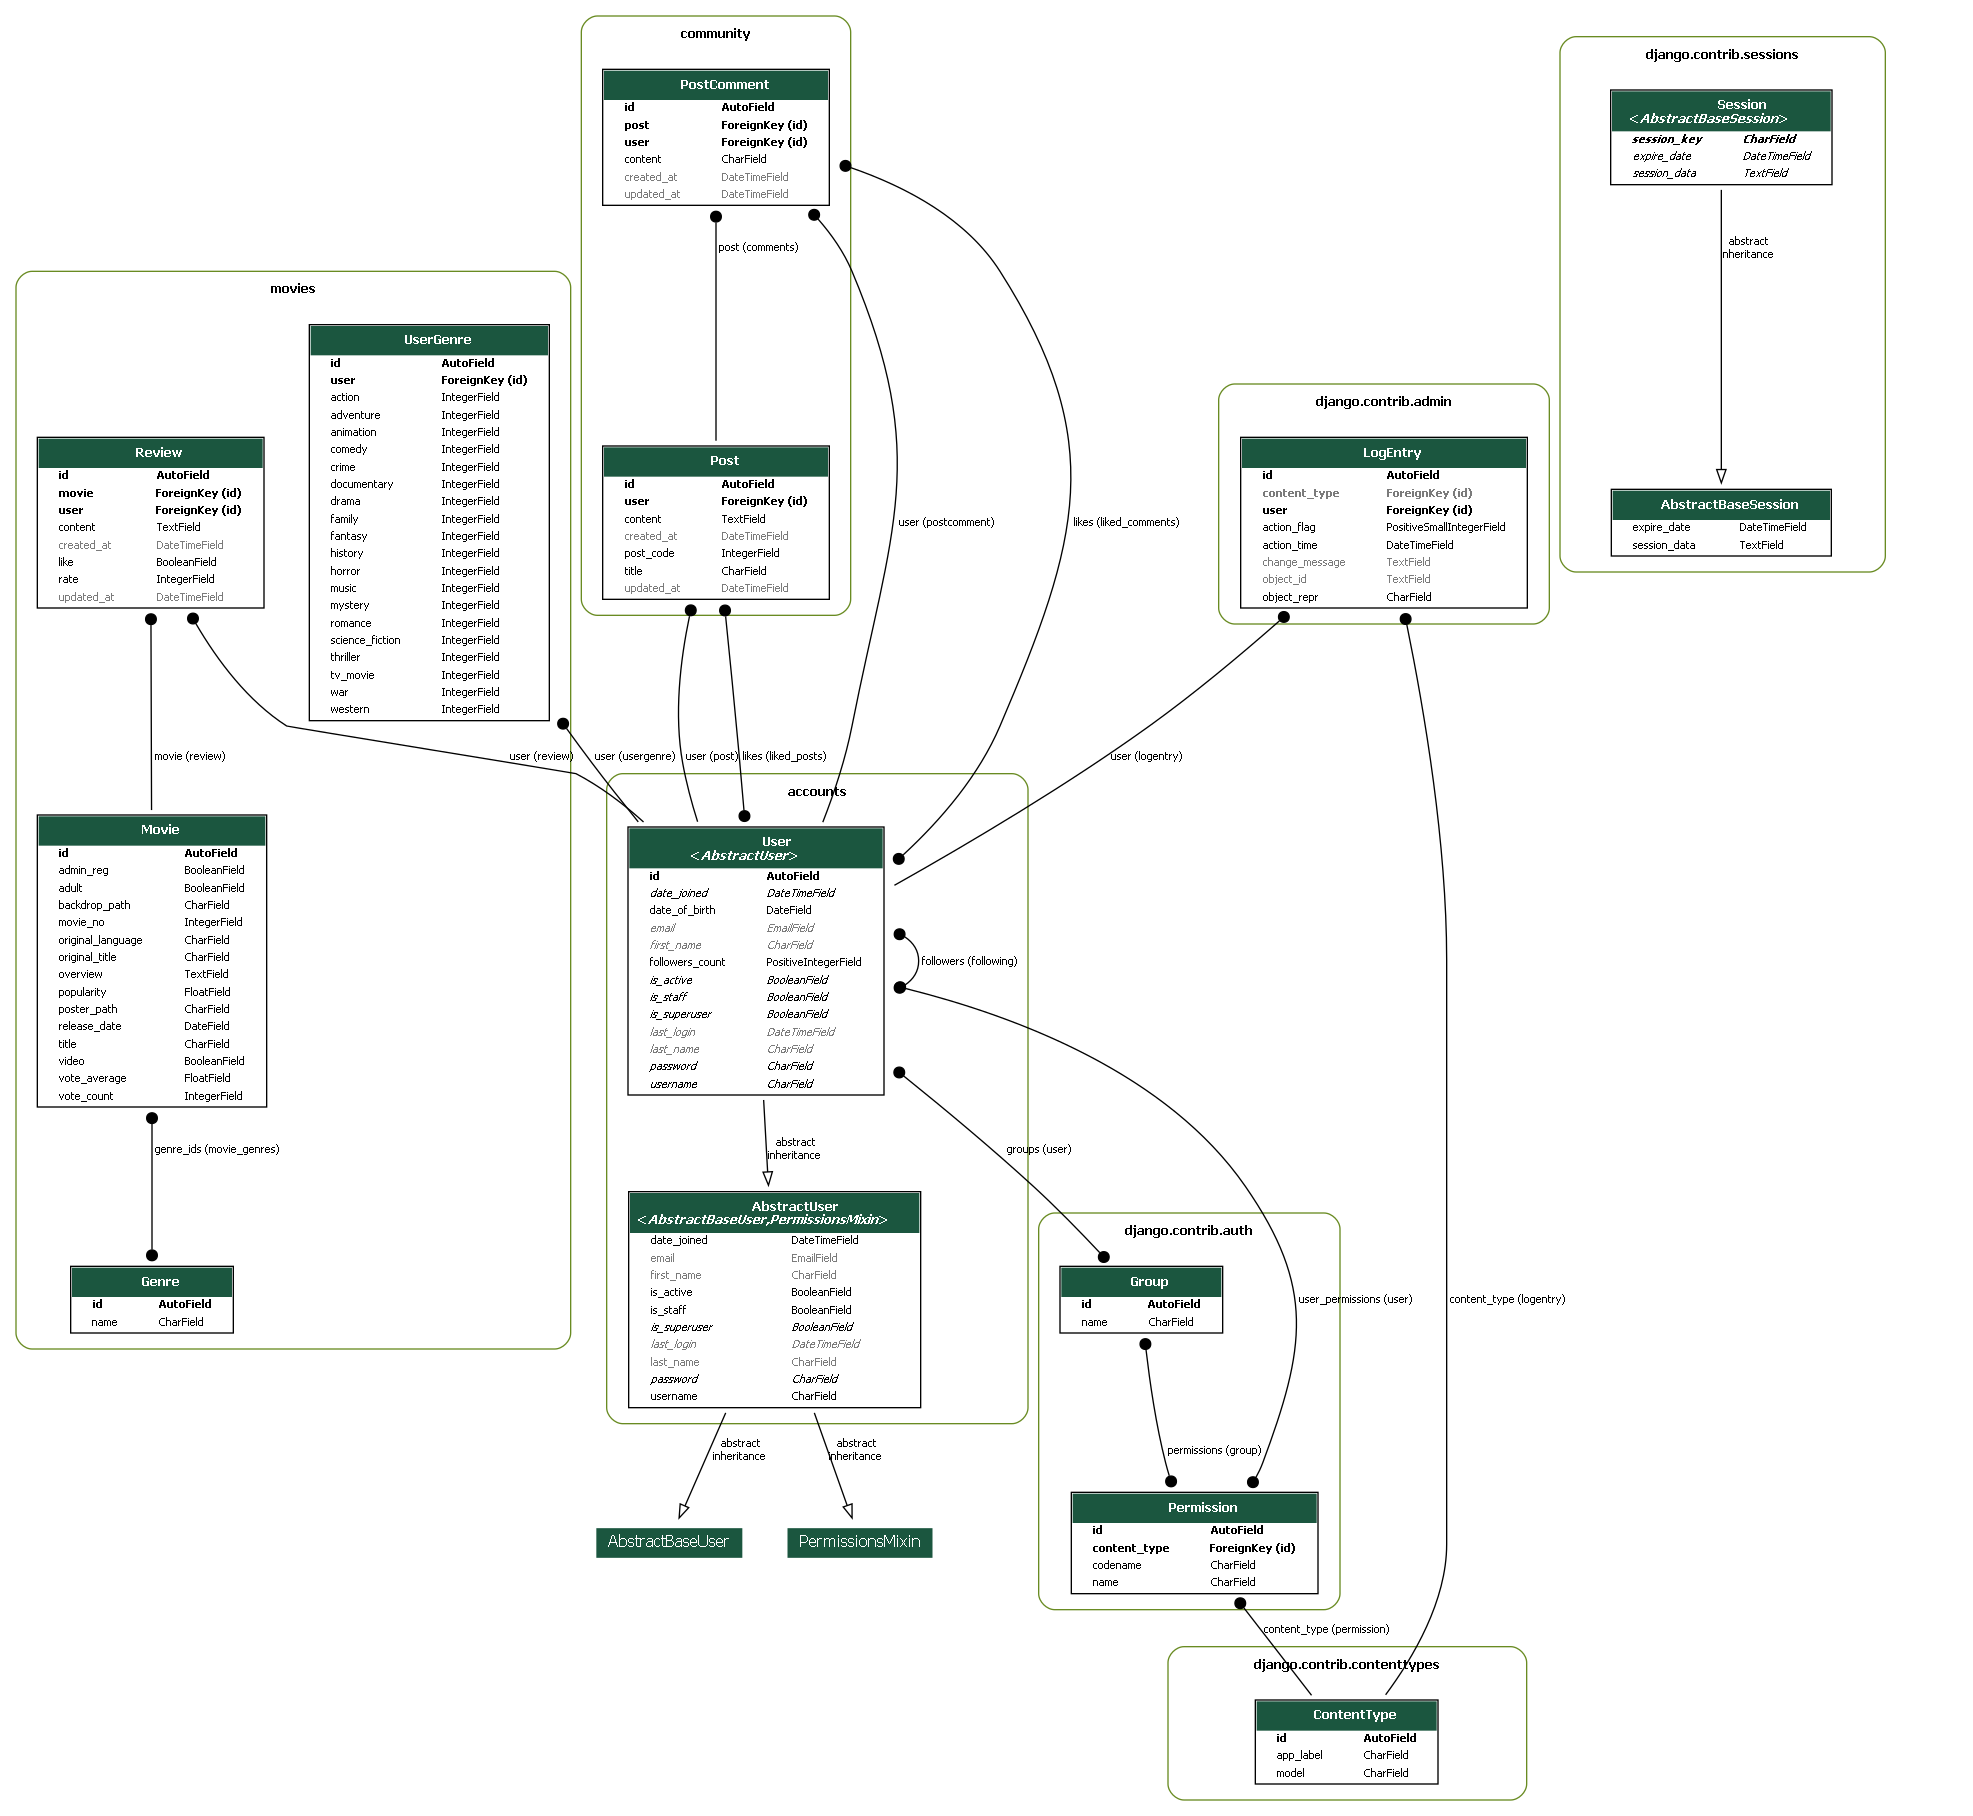 community
PostComment
id AutoField
post ForeignKey (id)
user ForeignKey (id)
content CharField
created_at DateTimeField
updated_at DateTimeField
post (comments)
Post
id AutoField
user ForeignKey (id)
content TextField
created_at DateTimeField
post_code IntegerField
title CharField
updated_at DateTimeField
django.contrib.sessions
Session
<AbstractBaseSession>
session_key CharField
expire_date DateTimeField
session_data TextField
abstract
nheritance
AbstractBaseSession
expire_date DateTimeField
session_data TextField
movies
UserGenre
id AutoField
user ForeignKey (id)
action IntegerField
adventure IntegerField
animation IntegerField
comedy IntegerField
crime IntegerField
documentary IntegerField
drama IntegerField
family IntegerField
fantasy IntegerField
history IntegerField
horror IntegerField
music IntegerField
mystery IntegerField
romance IntegerField
science_fiction IntegerField
thriller IntegerField
tv_movie IntegerField
war IntegerField
western IntegerField
Review
id AutoField
movie ForeignKey (id)
user ForeignKey (id)
content TextField
created_at DateTimeField
like BooleanField
rate IntegerField
updated_at DateTimeField
django.contrib.admin
LogEntry
id AutoField
content_type ForeignKey (id)
user ForeignKey (id)
action_flag PositiveSmallIntegerField
action_time DateTimeField
change_message TextField
object_id TextField
object_repr CharField
user (postcomment)
likes (liked_comments)
movie (review)
user (review)
user (usergenre)
user (post)
likes (liked_posts)
user (logentry)
Movie
id AutoField
admin_reg BooleanField
adult BooleanField
backdrop_path CharField
movie_no IntegerField
original_language CharField
original_title CharField
overview TextField
popularity FloatField
poster_path CharField
release_date DateField
title CharField
video BooleanField
vote_average FloatField
vote_count IntegerField
genre_ids (movie_genres)
Genre
id AutoField
name CharField
accounts
User
<AbstractUser>
id AutoField
date_joined DateTimeField
date_of_birth DateField
email EmailField
first_name CharField
followers_count PositiveIntegerField
is_active BooleanField
is_staff BooleanField
is_superuser BooleanField
last_login DateTimeField
last_name CharField
password CharField
username CharField
followers (following)
abstract
inheritance
groups (user)
AbstractUser
<AbstractBaseUser,PermissionsMixin>
date_joined DateTimeField
email EmailField
first_name CharField
is_active BooleanField
is_staff BooleanField
is_superuser BooleanField
last_login DateTimeField
last_name CharField
password CharField
username CharField
abstract
inheritance
abstract
inheritance
AbstractBaseUser
PermissionsMixin
django.contrib.auth
Group
id AutoField
name CharField
user_permissions (user)
content_type (logentry)
permissions (group)
Permission
id AutoField
content_type ForeignKey (id)
codename CharField
name CharField
content_type (permission)
django.contrib.contenttypes
ContentType
id AutoField
app_label CharField
model CharField